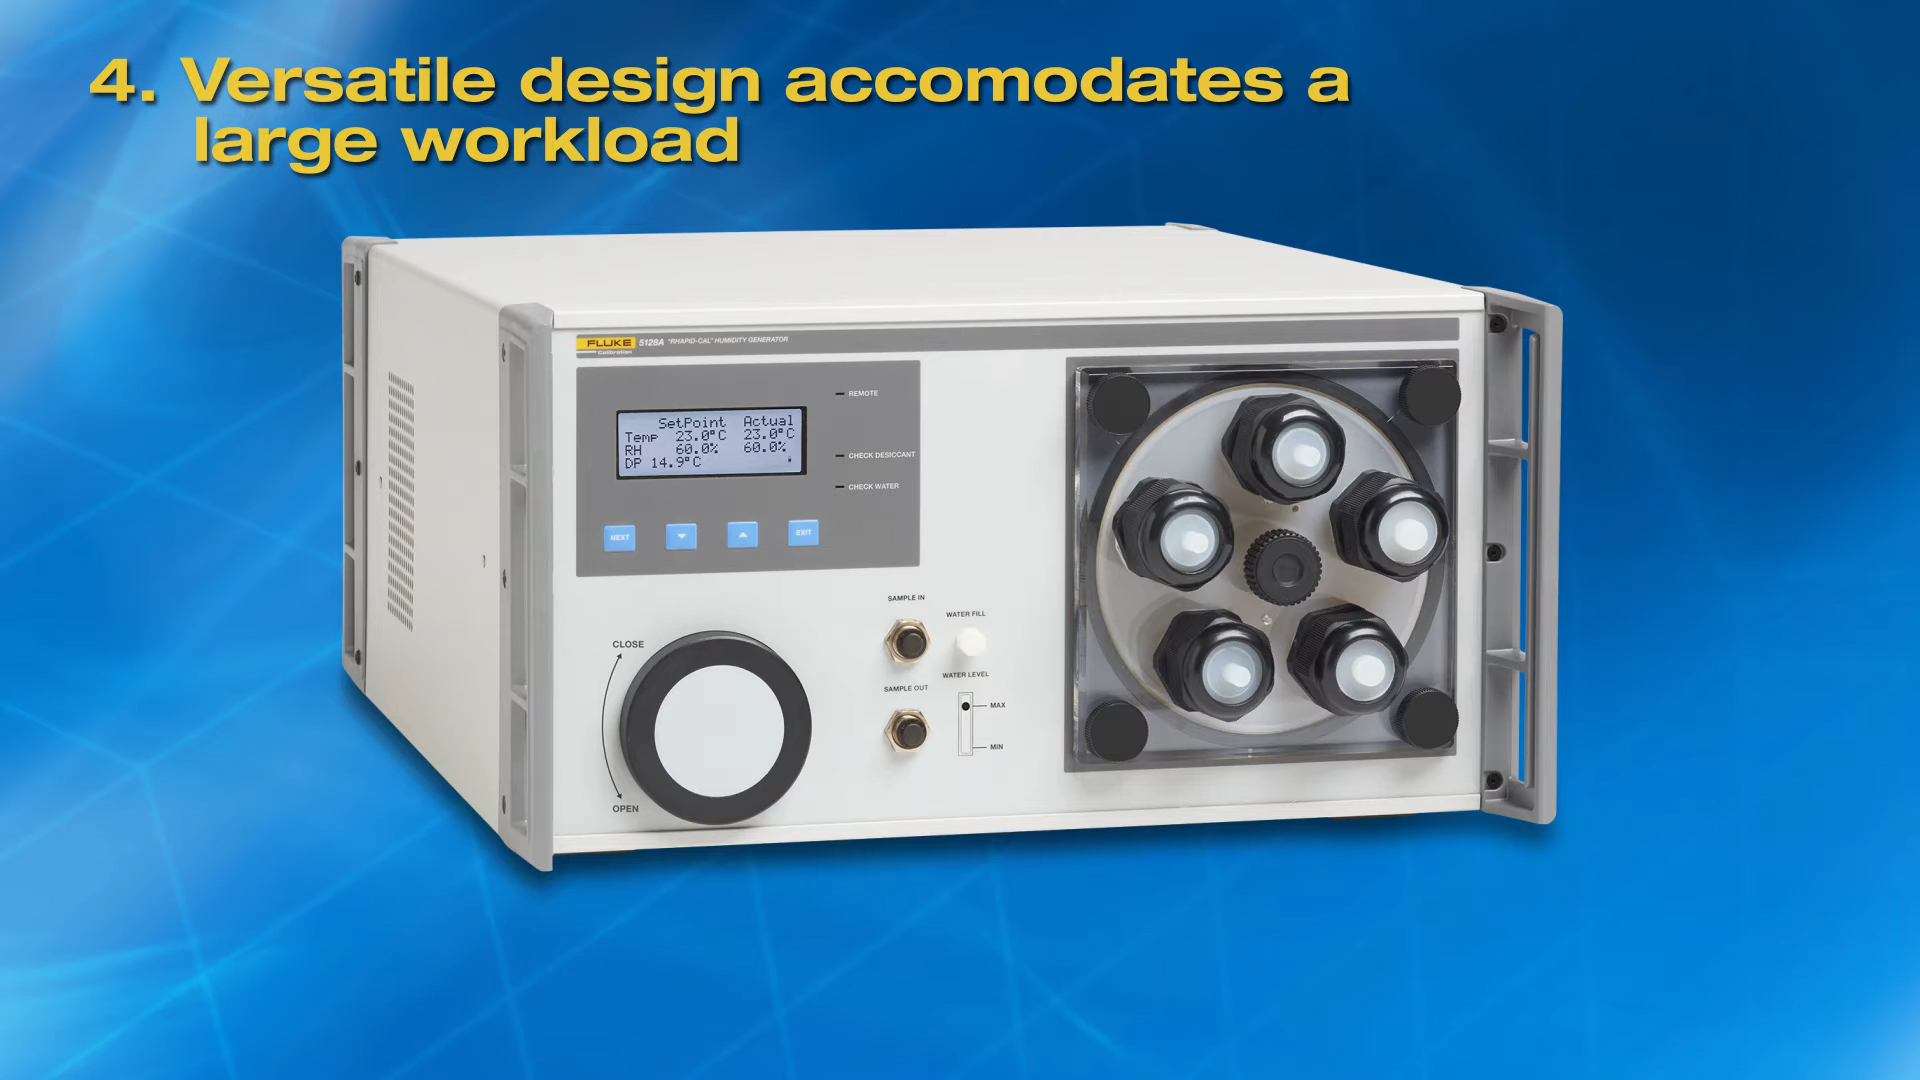 4. Versatile design accomodates a
large workload
FLUKE
Calibration
5128A "RHAPID-CAL" HUMIDITY GENERATOR
REMOTE
SetPoint Actual
Temp 23.0°C 23.0°C
RH 60.0% 60.0%
DP 14.9°C
CHECK DESICCANT
CHECK WATER
NEXT
EXIT
SAMPLE IN
WATER FILL
CLOSE
WATER LEVEL
SAMPLE OUT
MAX
MIN
OPEN